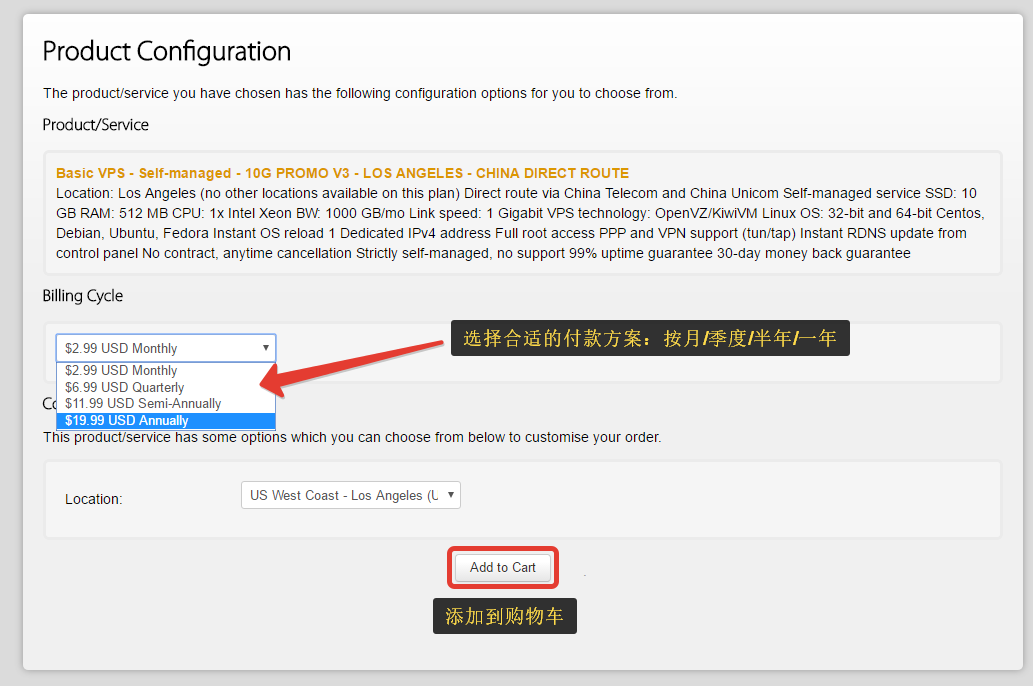 Product Configuration
The product/service you have chosen has the following configuration options for you to choose from.
Product/Service
Basic VPS - Self-managed - 10G PROMO V3 - LOS ANGELES - CHINA DIRECT ROUTE
Location: Los Angeles (no other locations available on this plan) Direct route via China Telecom and China Unicom Self-managed service SSD: 10
GB RAM: 512 MB CPU: 1x Intel Xeon BW: 1000 GB/mo Link speed: 1 Gigabit VPS technology: OpenVZ/KiwiVM Linux OS: 32-bit and 64-bit Centos,
Debian, Ubuntu, Fedora Instant OS reload 1 Dedicated IPv4 address Full root access PPP and VPN support (tun/tap) Instant RDNS update from
control panel No contract, anytime cancellation Strictly self-managed, no support 99% uptime guarantee 30-day money back guarantee
Billing Cycle
$2.99 USD Monthly
选择合适的付款方案：按月/季度/半年/一年
$2.99 USD Monthly
$6.99 USD Quarterly
$11.99 USD Semi-Annually
$19.99 USD Annually
This product/service has some options which you can choose from below to customise your order.
Location:
US West Coast - Los Angeles (U
Add to Cart
添加到购物车